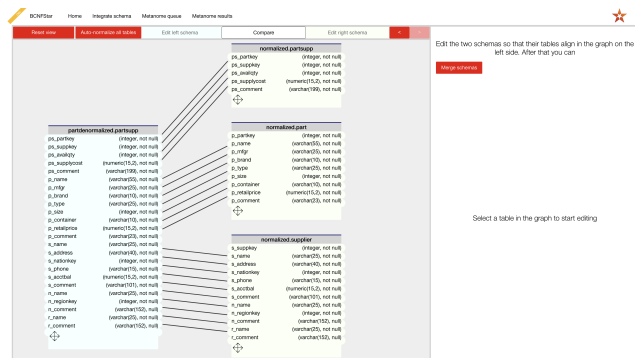 BCNFStar Home Integrate schema Metanome queue Metanome results
Reset view Auto-normalize all tables Edit left schema Compare Edit right schema
Edit the two schemas so that their tables align in the graph on the
left side. After that you can
Merge schemas
normalized.partsupp
ps_partkey (integer, not null)
ps_suppkey (integer, not null)
ps_availqty (integer, not null)
ps_supplycost (numeric(15,2), not null)
ps_comment (varchar(199), not null)
partdenormalized.partsupp
ps_partkey (integer, not null)
ps_suppkey (integer, not null)
ps_availqty (integer, not null)
ps_supplycost (numeric(15,2), not null)
ps_comment (varchar(199), not null)
p_name (varchar(55), not null)
p_mfgr (varchar(25), not null)
p_brand (varchar(10), not null)
p_type (varchar(25), not null)
p_size (integer, not null)
p_container (varchar(10), not null)
p_retailprice (numeric(15,2), not null)
p_comment (varchar(23), not null)
s_name (varchar(25), not null)
s_address (varchar(40), not null)
s_nationkey (integer, not null)
s_phone (varchar(15), not null)
s_acctbal (numeric(15,2), not null)
s_comment (varchar(101), not null)
n_name (varchar(25), not null)
n_regionkey (integer, not null)
n_comment (varchar(152), null)
r_name (varchar(25), not null)
r_comment (varchar(152), null)
normalized.part
p_partkey (integer, not null)
p_name (varchar(55), not null)
p_mfgr (varchar(25), not null)
p_brand (varchar(10), not null)
p_type (varchar(25), not null)
p_size (integer, not null)
p_container (varchar(10), not null)
p_retailprice (numeric(15,2), not null)
p_comment (varchar(23), not null)
normalized.supplier
s_suppkey (integer, not null)
s_name (varchar(25), not null)
s_address (varchar(40), not null)
s_nationkey (integer, not null)
s_phone (varchar(15), not null)
s_acctbal (numeric(15,2), not null)
s_comment (varchar(101), not null)
n_name (varchar(25), not null)
n_regionkey (integer, not null)
n_comment (varchar(152), null)
r_name (varchar(25), not null)
r_comment (varchar(152), null)
Select a table in the graph to start editing